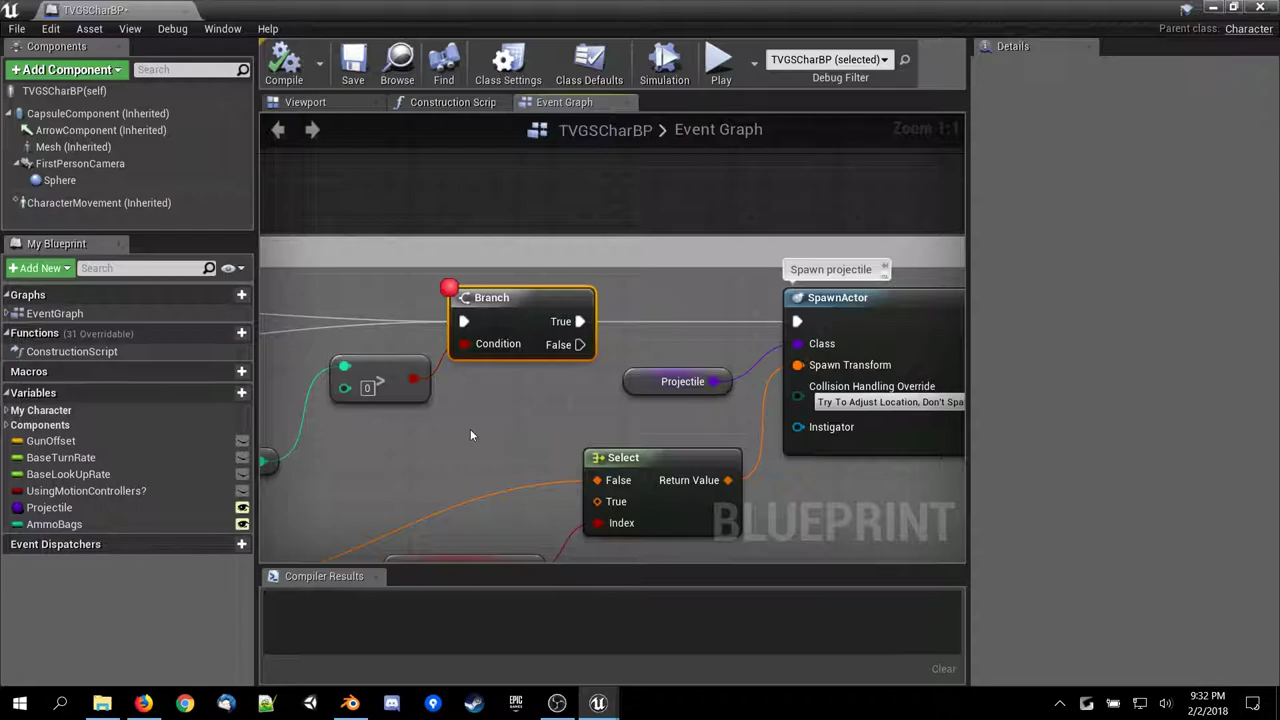 TVGSCharBP*
File Edit Asset View Debug Window Help
Parent class: Character
Components
+Add Component
Search
TVGSCharBP(self)
CapsuleComponent (Inherited)
ArrowComponent (Inherited)
Mesh (Inherited)
FirstPersonCamera
Sphere
CharacterMovement (Inherited)
My Blueprint
+Add New
Search
Graphs
EventGraph
Functions (31 Overridable)
ConstructionScript
Macros
Variables
My Character
Components
GunOffset
BaseTurnRate
BaseLookUpRate
UsingMotionControllers?
Projectile
AmmoBags
Event Dispatchers
Compile
Save
Browse
Find
Class Settings
Class Defaults
Simulation
Play
TVGSCharBP (selected)
Debug Filter
Viewport
Construction Scrip
Event Graph
TVGSCharBP > Event Graph
Zoom 1:1
Branch
True
Condition
False
0
>
Projectile
Spawn projectile
SpawnActor
Class
Spawn Transform
Collision Handling Override
Try To Adjust Location, Don't Spa
Instigator
Select
False
Return Value
True
Index
BLUEPRINT
Compiler Results
Clear
Details
EPIC
GAMES
9:32 PM
2/2/2018